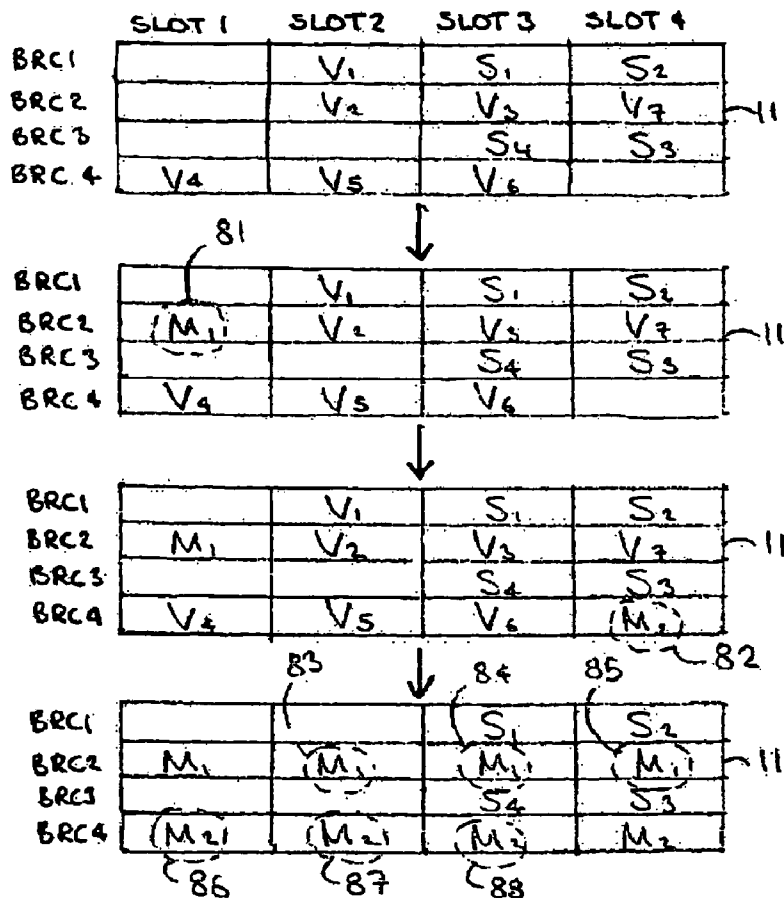 SLOT 1 SLOT 2 SLOT 3 SLOT 4
BRC1 V1 S1 S2
BRC2 V2 V3 V7 11
BRC3 S4 S3
BRC 4 V4 V5 V6
81
BRC1 V1 S1 S2
BRC2 M1 V2 V3 V7 11
BRC3 S4 S3
BRC 4 V4 V5 V6
BRC1 V1 S1 S2
BRC2 M1 V2 V3 V7 11
BRC3 S4 S3
BRC4 V4 V5 V6 M2
82
83 84 85
BRC1 S1 S2
BRC2 M1 M1 M1 M1 11
BRC3 S4 S3
BRC4 M2 M2 M2 M2
86 87 88